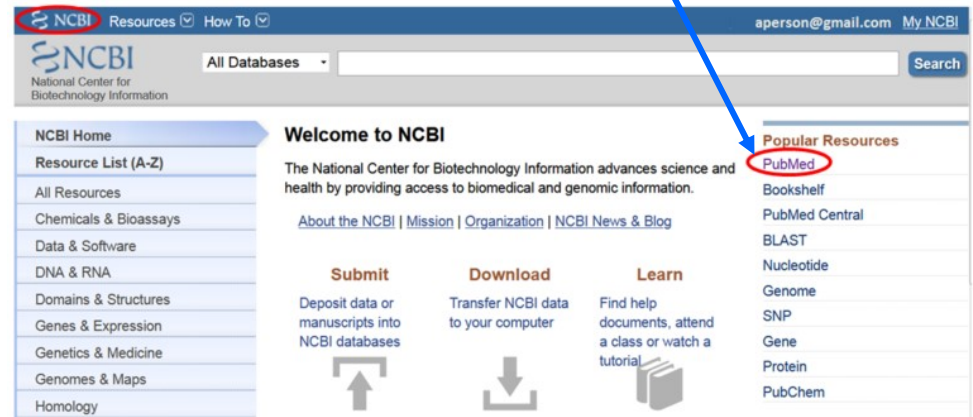 NCBI Resources How To aperson@gmail.com My NCBI
NCBI
National Center for
Biotechnology Information
All Databases
Search
NCBI Home
Resource List (A-Z)
All Resources
Chemicals & Bioassays
Data & Software
DNA & RNA
Domains & Structures
Genes & Expression
Genetics & Medicine
Genomes & Maps
Homology
Welcome to NCBI
The National Center for Biotechnology Information advances science and
health by providing access to biomedical and genomic information.
About the NCBI | Mission | Organization | NCBI News & Blog
Submit
Deposit data or
manuscripts into
NCBI databases
Download
Transfer NCBI data
to your computer
Learn
Find help
documents, attend
a class or watch a
tutorial
Popular Resources
PubMed
Bookshelf
PubMed Central
BLAST
Nucleotide
Genome
SNP
Gene
Protein
PubChem